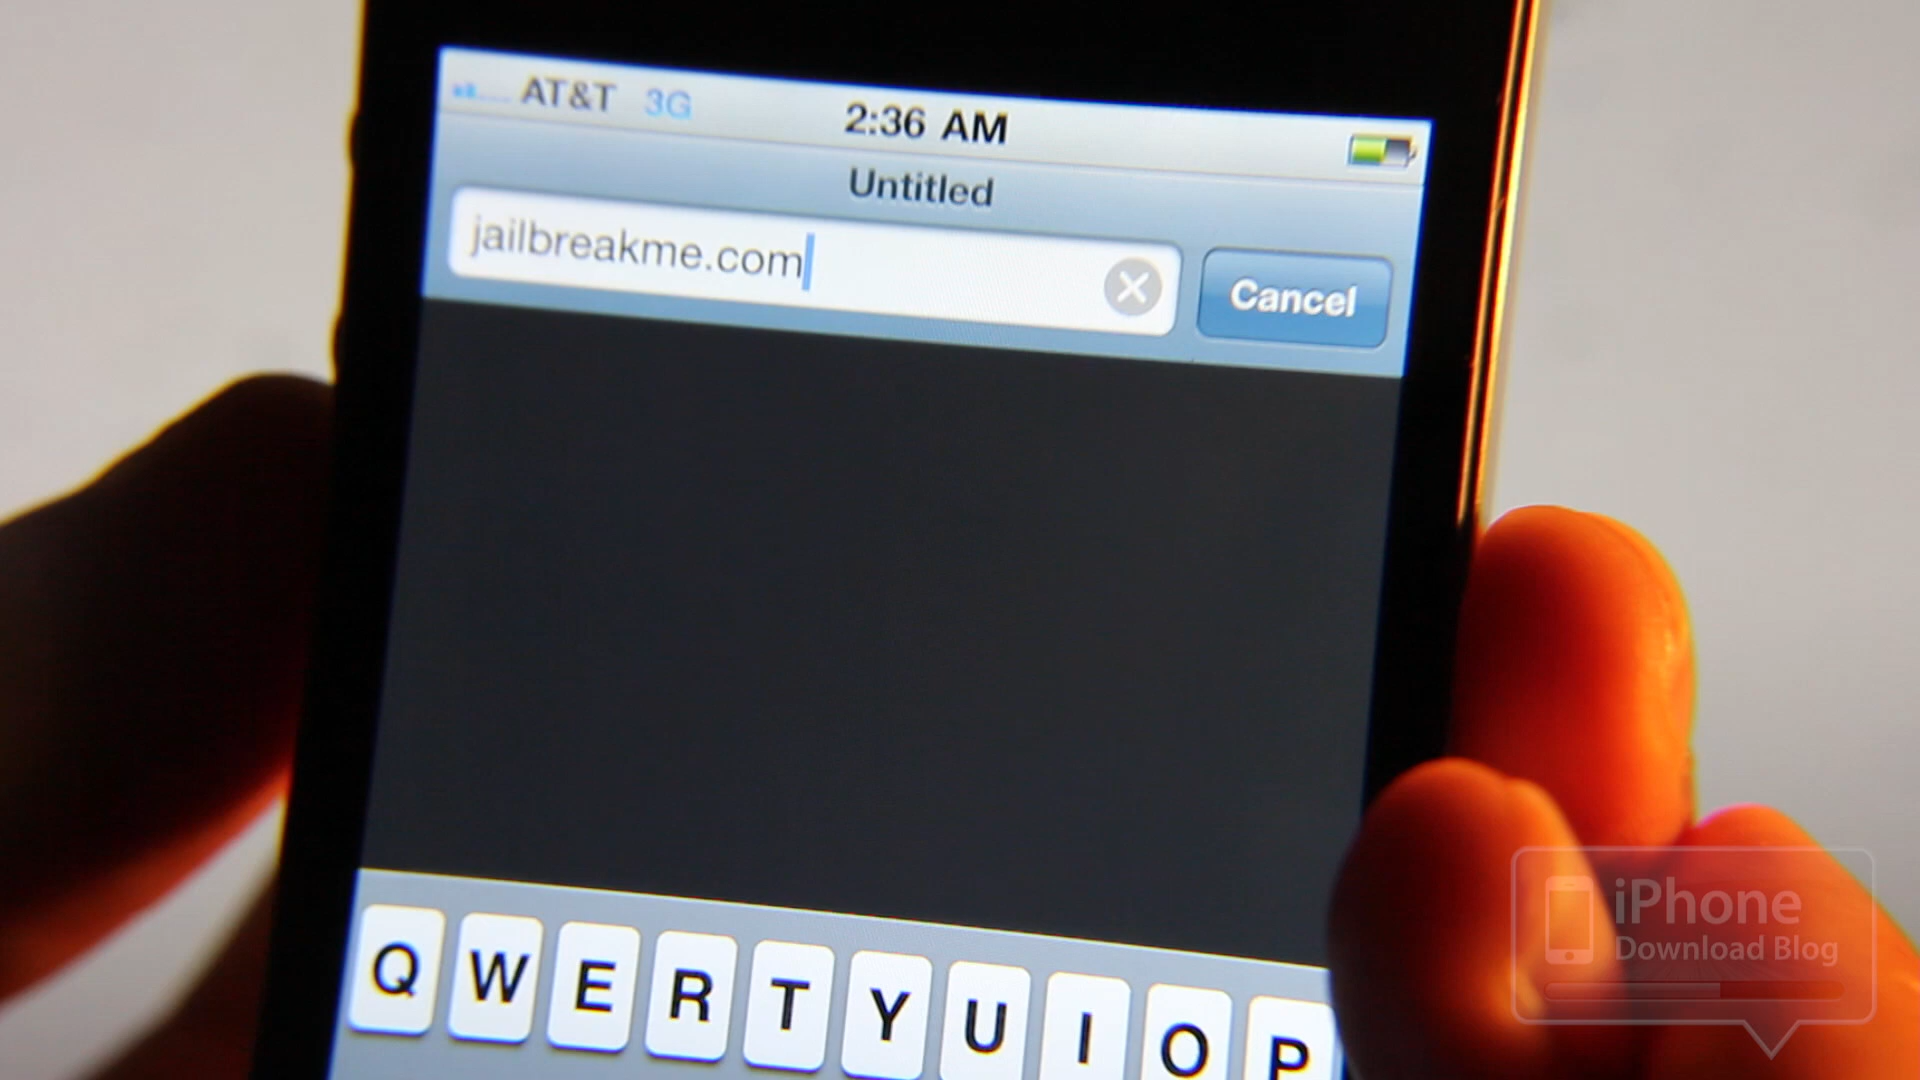 AT&T 3G 2:36 AM
Untitled
jailbreakme.com
Cancel
Q W E R T Y U I O P
iPhone
Download Blog